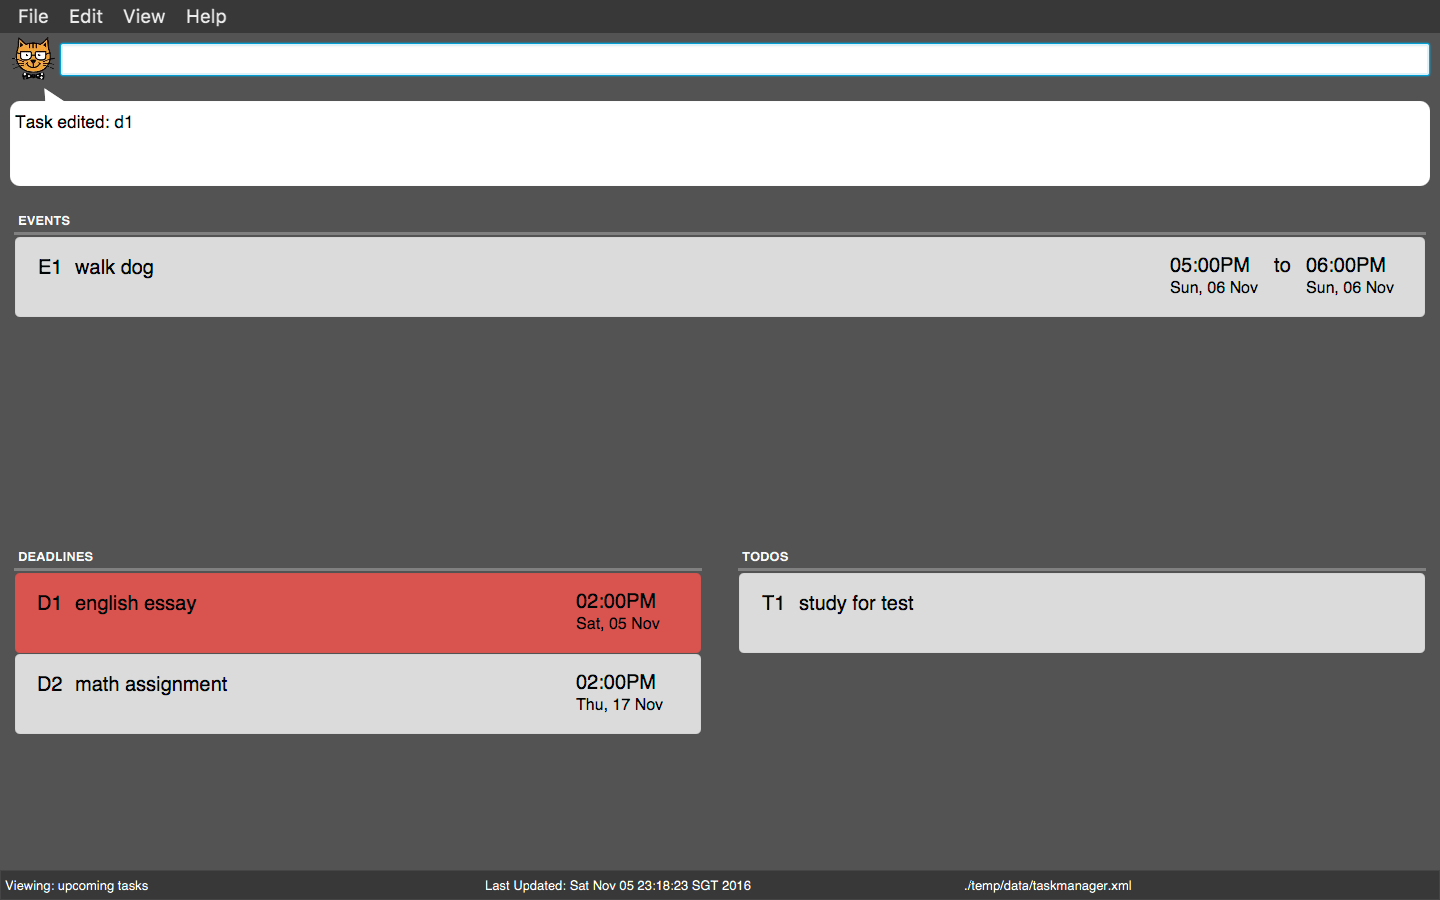 File Edit View Help
Task edited: d1
EVENTS
E1 walk dog 05:00PM to 06:00PM
Sun, 06 Nov Sun, 06 Nov
DEADLINES
D1 english essay 02:00PM
Sat, 05 Nov
D2 math assignment 02:00PM
Thu, 17 Nov
TODOS
T1 study for test
Viewing: upcoming tasks Last Updated: Sat Nov 05 23:18:23 SGT 2016 ./temp/data/taskmanager.xml